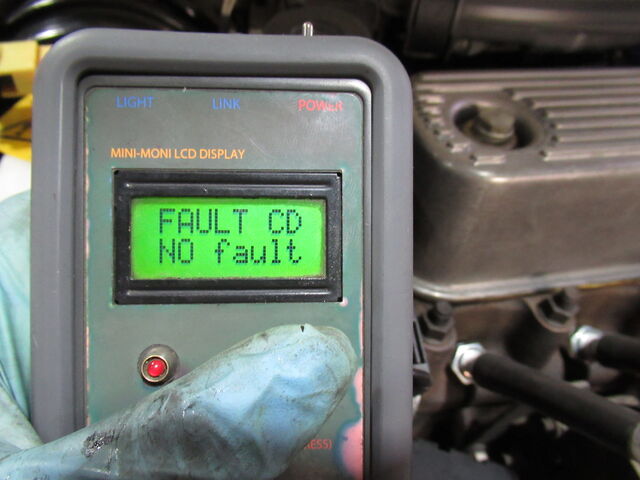 LIGHT LINK POWER
MINI-MONI LCD DISPLAY
FAULT CD
NO fault